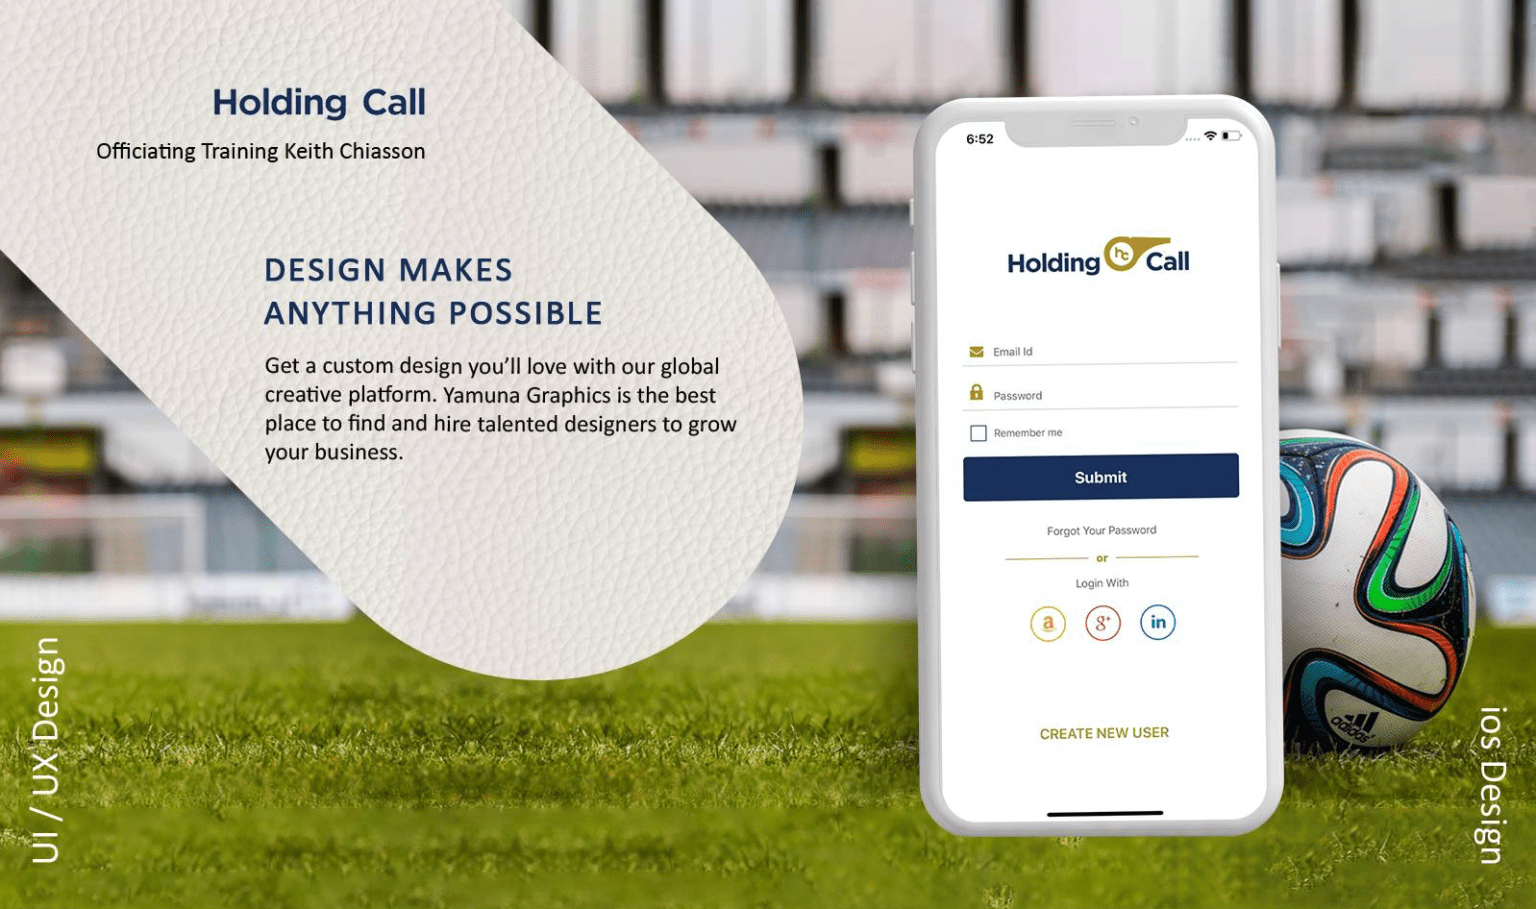 Holding Call
Officiating Training Keith Chiasson
DESIGN MAKES
ANYTHING POSSIBLE
Get a custom design you'll love with our global
creative platform. Yamuna Graphics is the best
place to find and hire talented designers to grow
your business.
UI / UX Design
6:52
Holding hc Call
Email Id
Password
Remember me
Submit
Forgot Your Password
or
Login With
a g+ in
CREATE NEW USER
adidas
ios Design